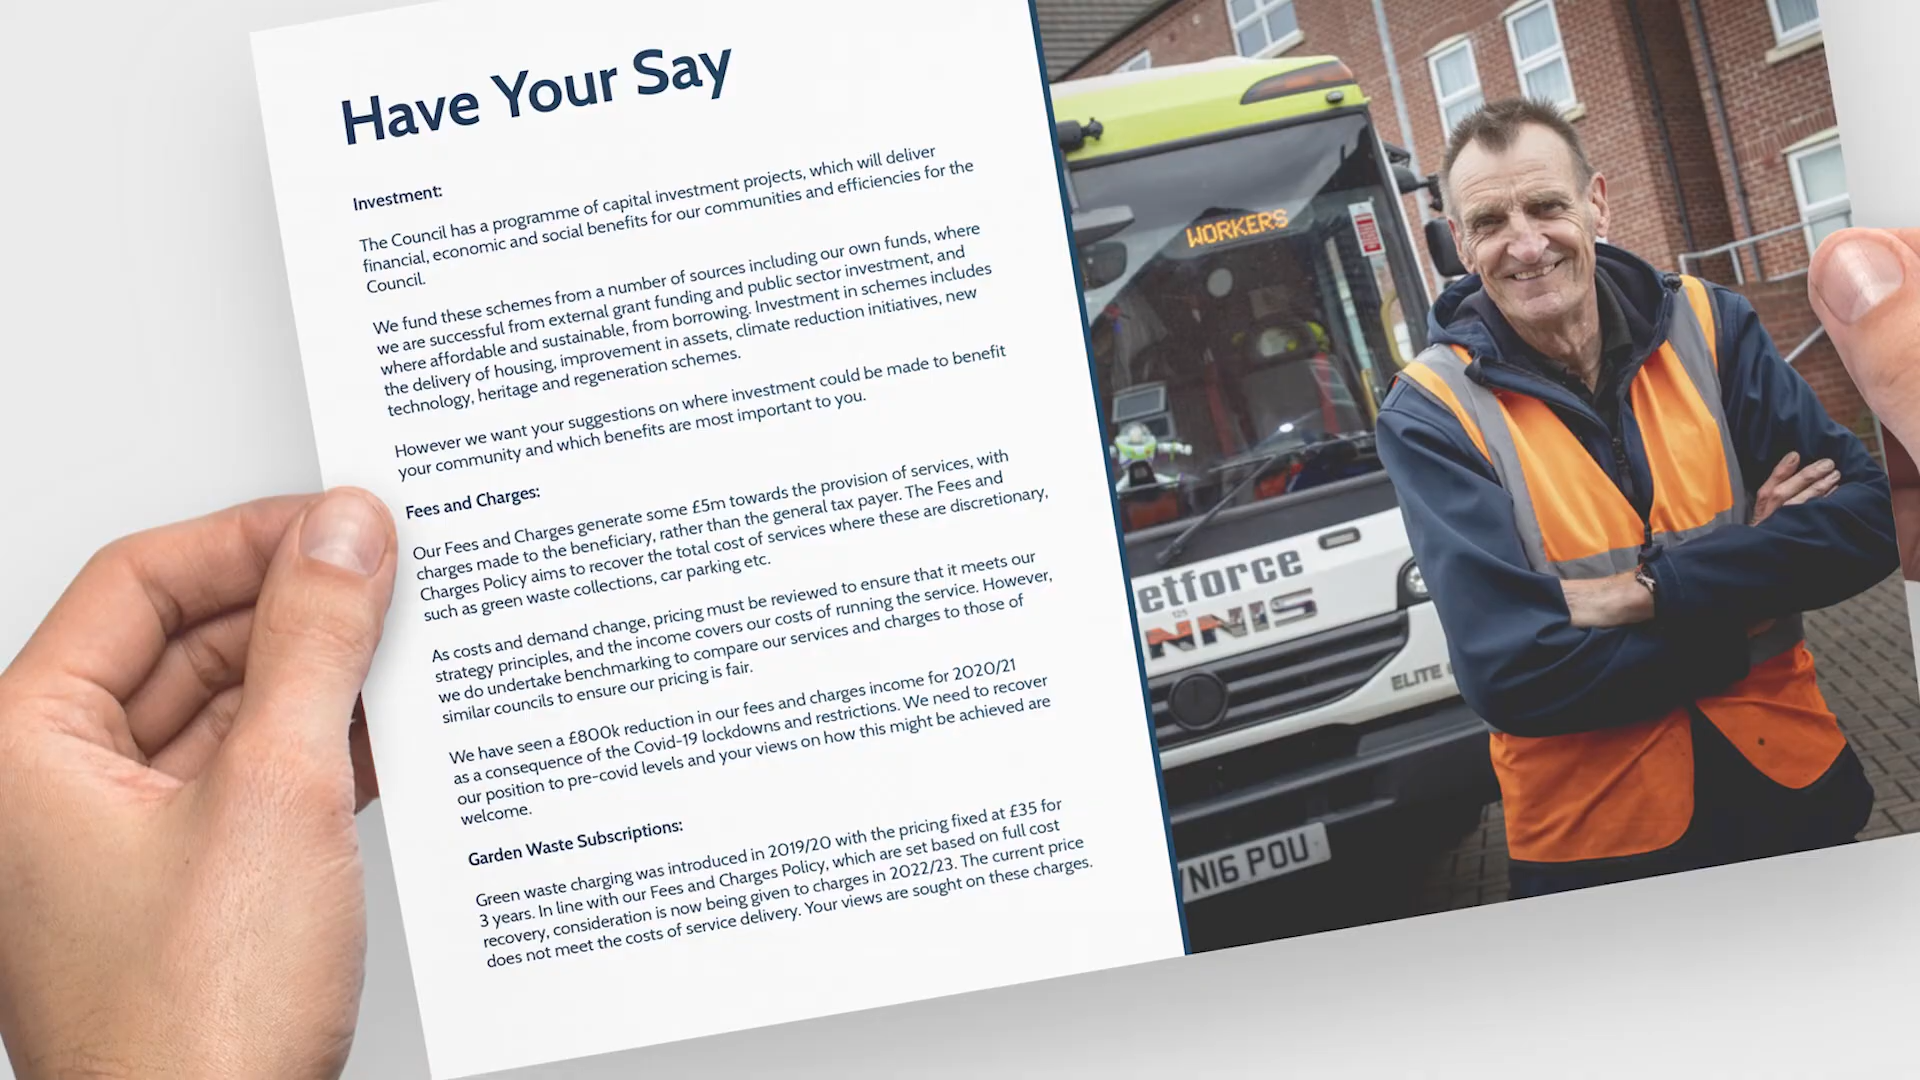 Have Your Say
Investment:
The Council has a programme of capital investment projects, which will deliver
financial, economic and social benefits for our communities and efficiencies for the
Council.
We fund these schemes from a number of sources including our own funds, where
we are successful from external grant funding and public sector investment, and
where affordable and sustainable, from borrowing. Investment in schemes includes
the delivery of housing, improvement in assets, climate reduction initiatives, new
technology, heritage and regeneration schemes.
However we want your suggestions on where investment could be made to benefit
your community and which benefits are most important to you.
Fees and Charges:
Our Fees and Charges generate some £5m towards the provision of services, with
charges made to the beneficiary, rather than the general tax payer. The Fees and
Charges Policy aims to recover the total cost of services where these are discretionary,
such as green waste collections, car parking etc.
As costs and demand change, pricing must be reviewed to ensure that it meets our
strategy principles, and the income covers our costs of running the service. However,
we do undertake benchmarking to compare our services and charges to those of
similar councils to ensure our pricing is fair.
We have seen a £800k reduction in our fees and charges income for 2020/21
as a consequence of the Covid-19 lockdowns and restrictions. We need to recover
our position to pre-covid levels and your views on how this might be achieved are
welcome.
Garden Waste Subscriptions:
Green waste charging was introduced in 2019/20 with the pricing fixed at £35 for
3 years. In line with our Fees and Charges Policy, which are set based on full cost
recovery, consideration is now being given to charges in 2022/23. The current price
does not meet the costs of service delivery. Your views are sought on these charges.
WORKERS
etforce
NNIS
ELITE
VN16 POU